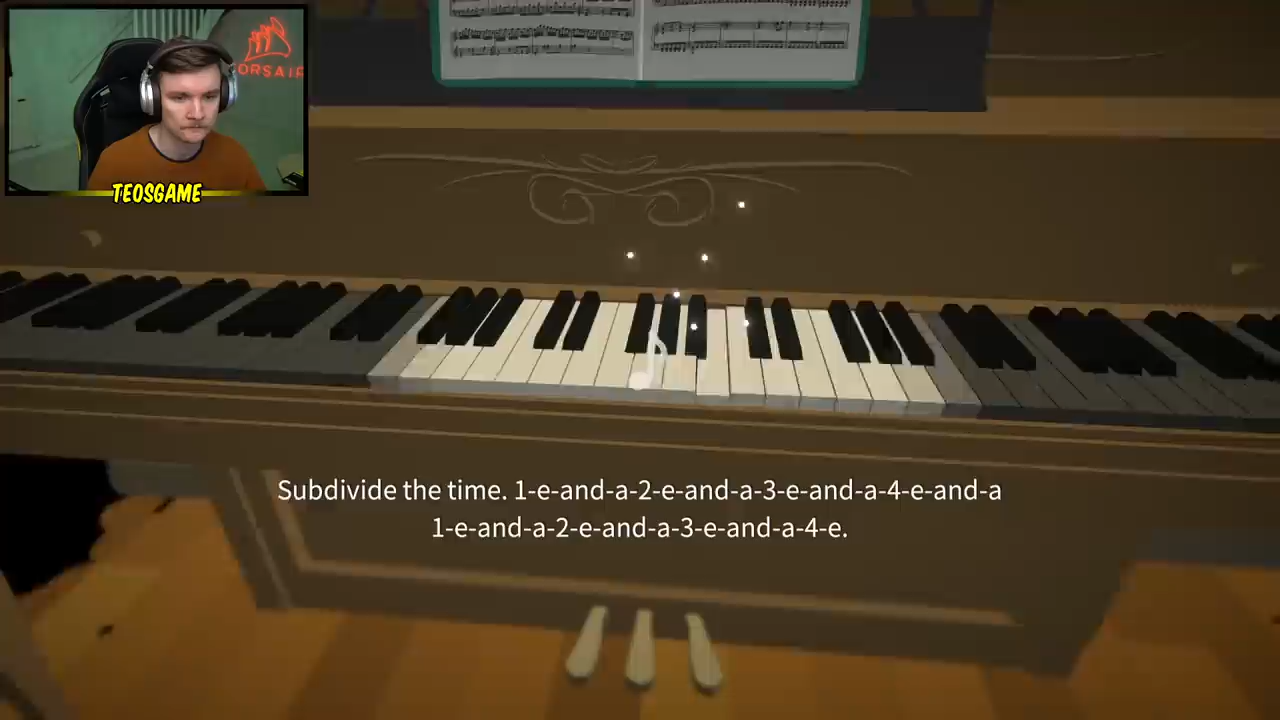 CORSAIR
TEOSGAME
Subdivide the time. 1-e-and-a-2-e-and-a-3-e-and-a-4-e-and-a
1-e-and-a-2-e-and-a-3-e-and-a-4-e.